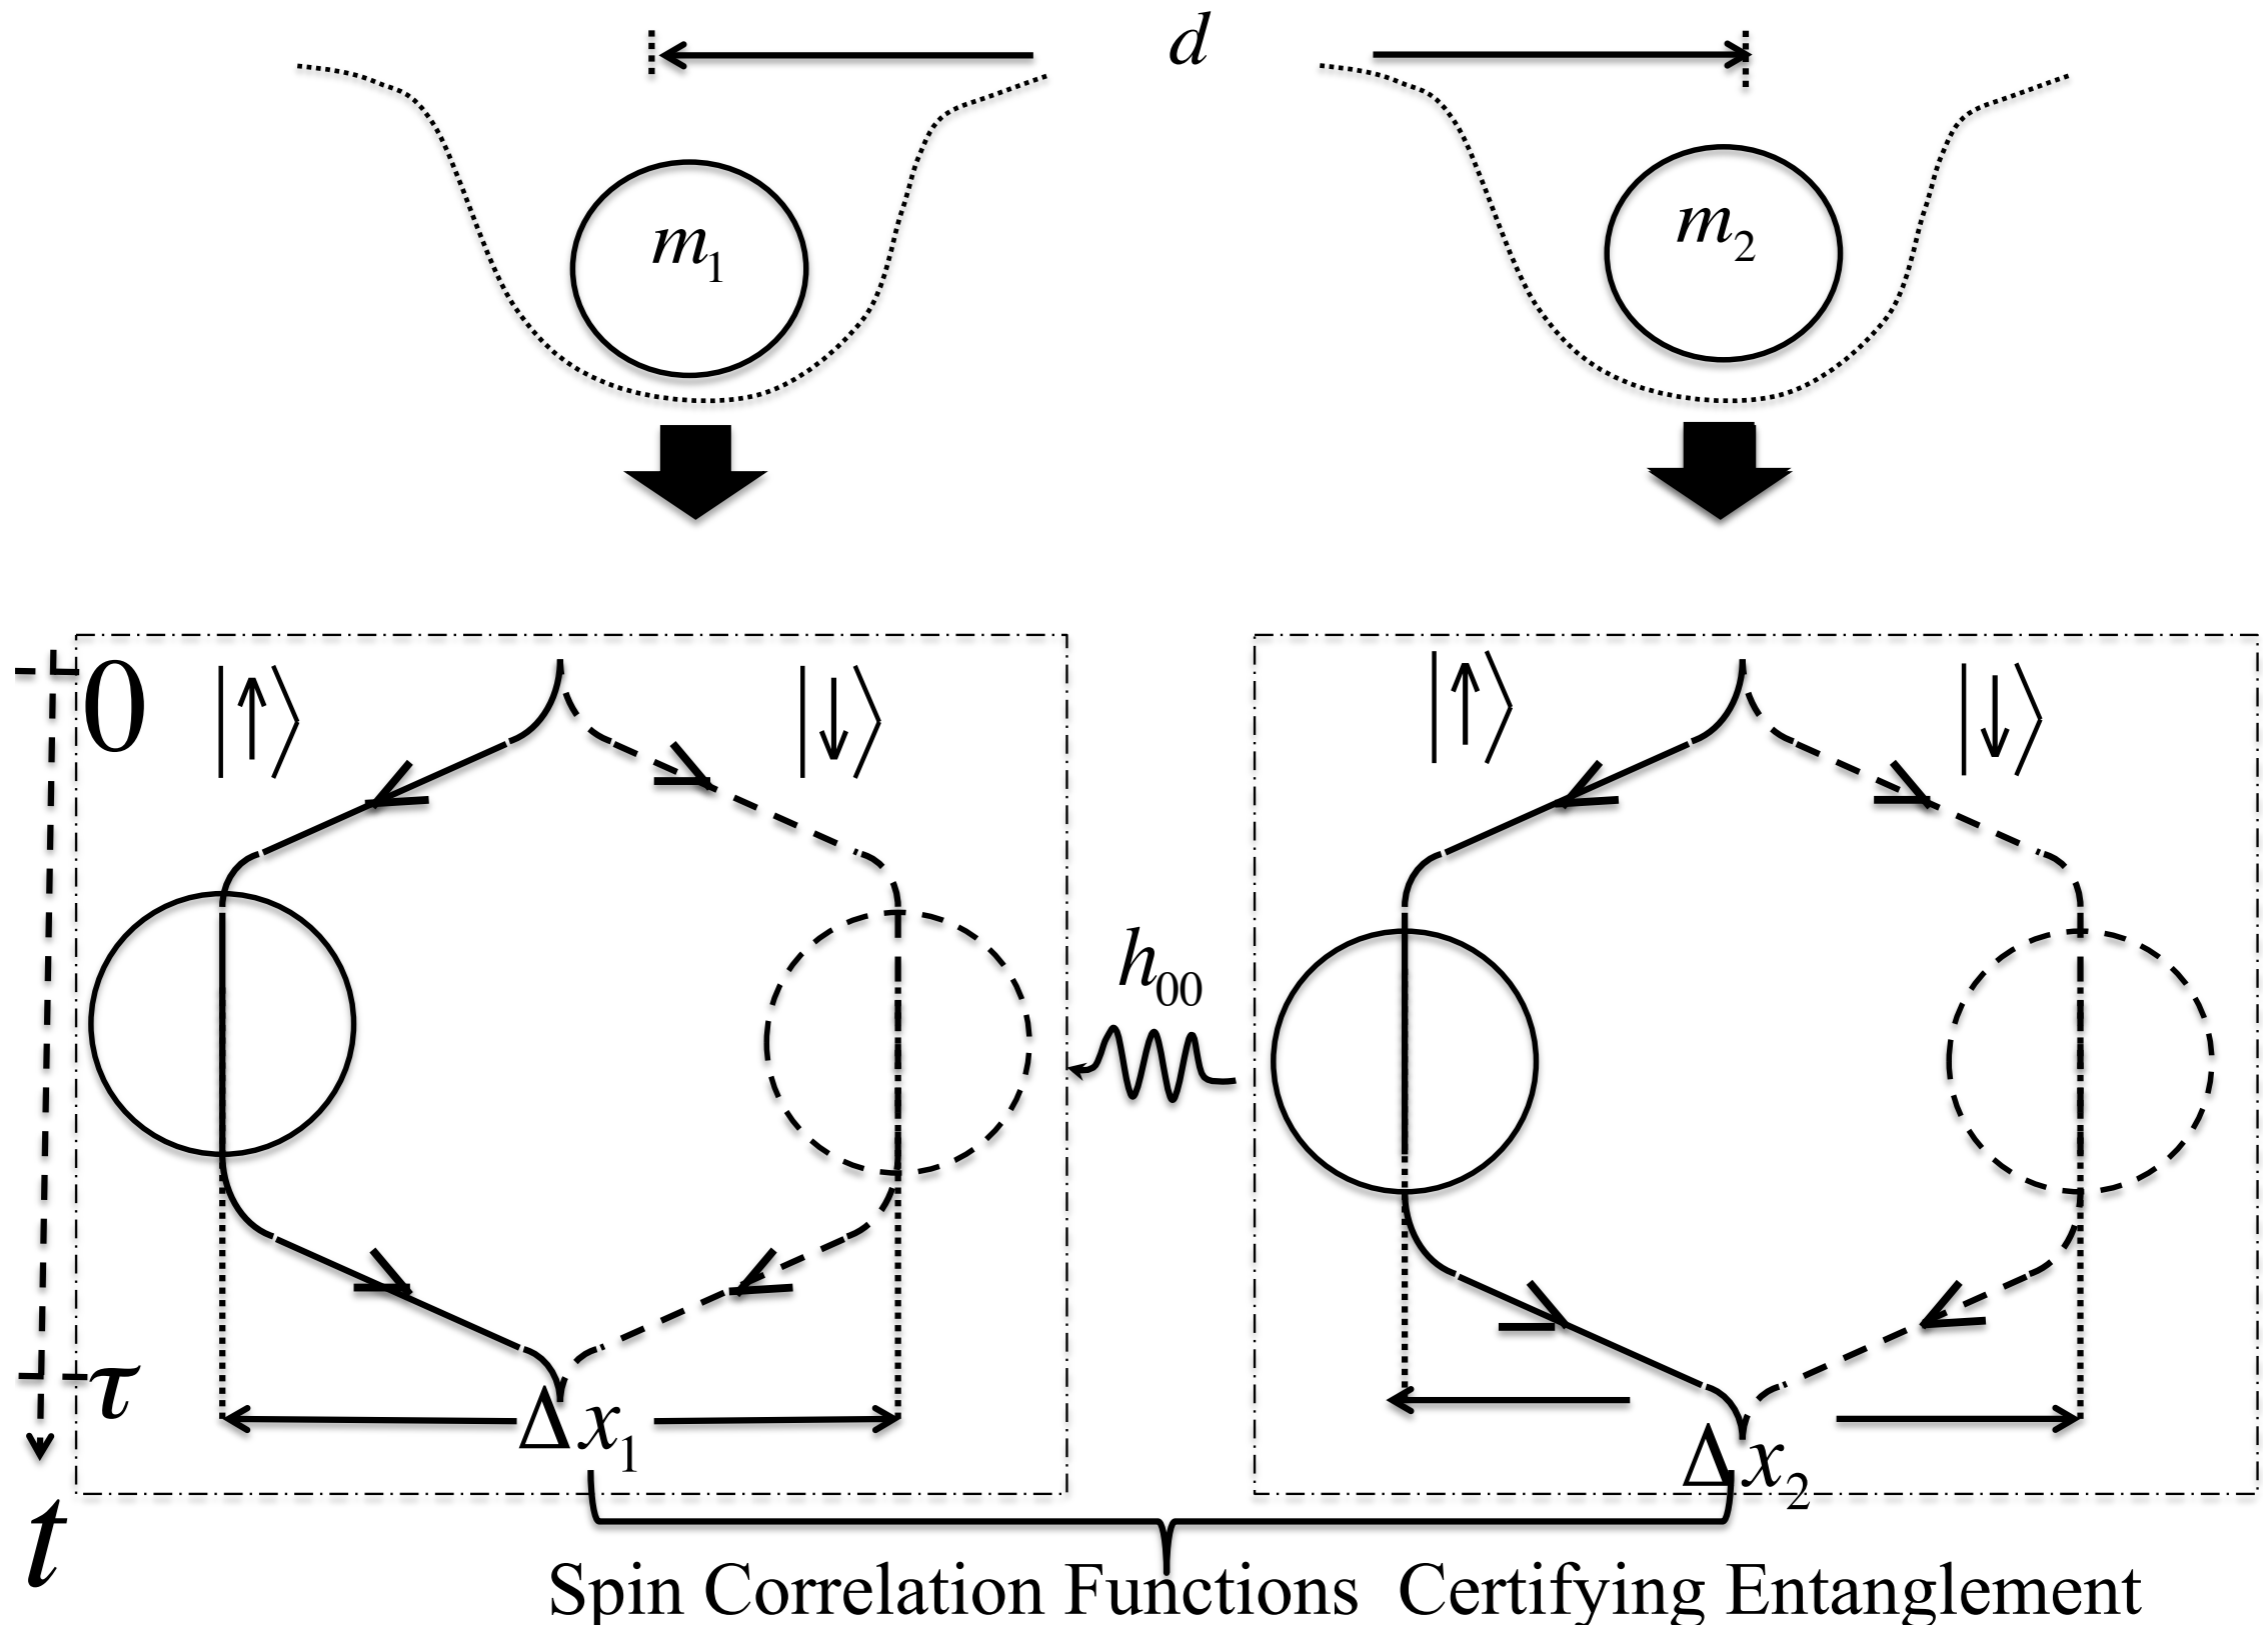 d
m₁
m₂
0 |↑⟩ |↓⟩ |↑⟩ |↓⟩
h₀₀
τ
Δx₁
Δx₂
t
Spin Correlation Functions Certifying Entanglement